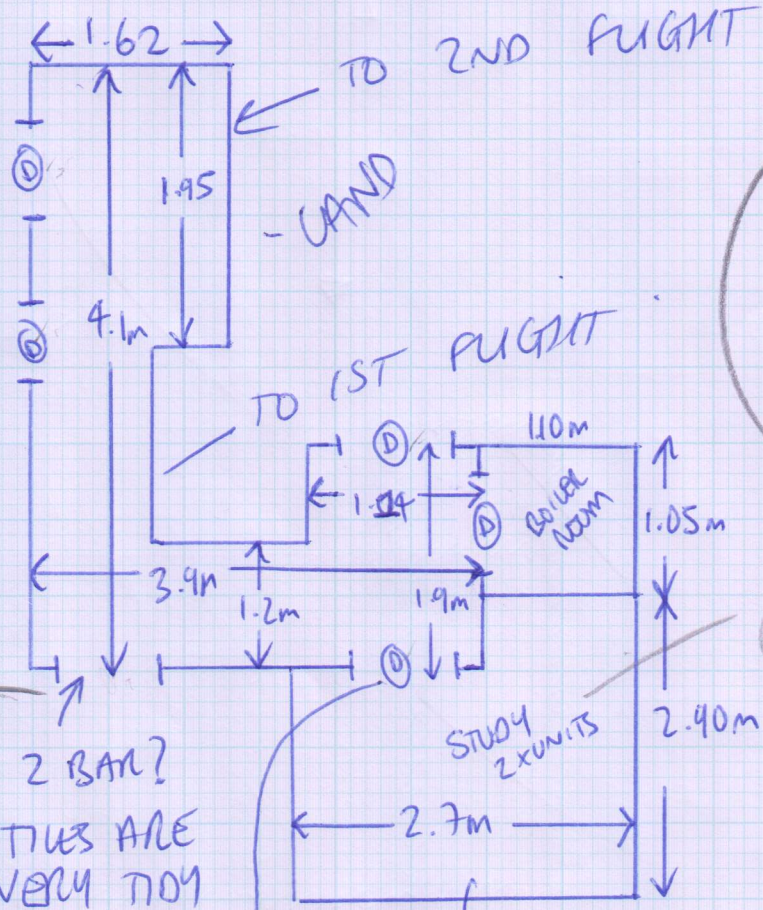 1.62
TO 2ND FLIGHT
D
1.95
- LAND
4.1m
D
TO 1ST FLIGHT
D
1.10m
BOILER
ROOM
D
1.05m
3.9m
1.2m
1.9m
D
2.90m
STUDY
2XUNITS
2.7m
2 BAR?
TILES ARE
VERY TIDY